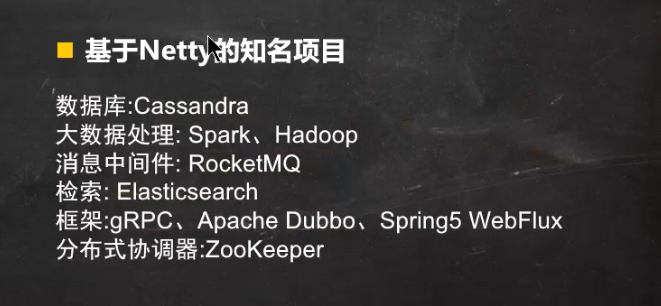 基于Netty的知名项目
数据库:Cassandra
大数据处理: Spark、Hadoop
消息中间件: RocketMQ
检索: Elasticsearch
框架:gRPC、Apache Dubbo、Spring5 WebFlux
分布式协调器:ZooKeeper